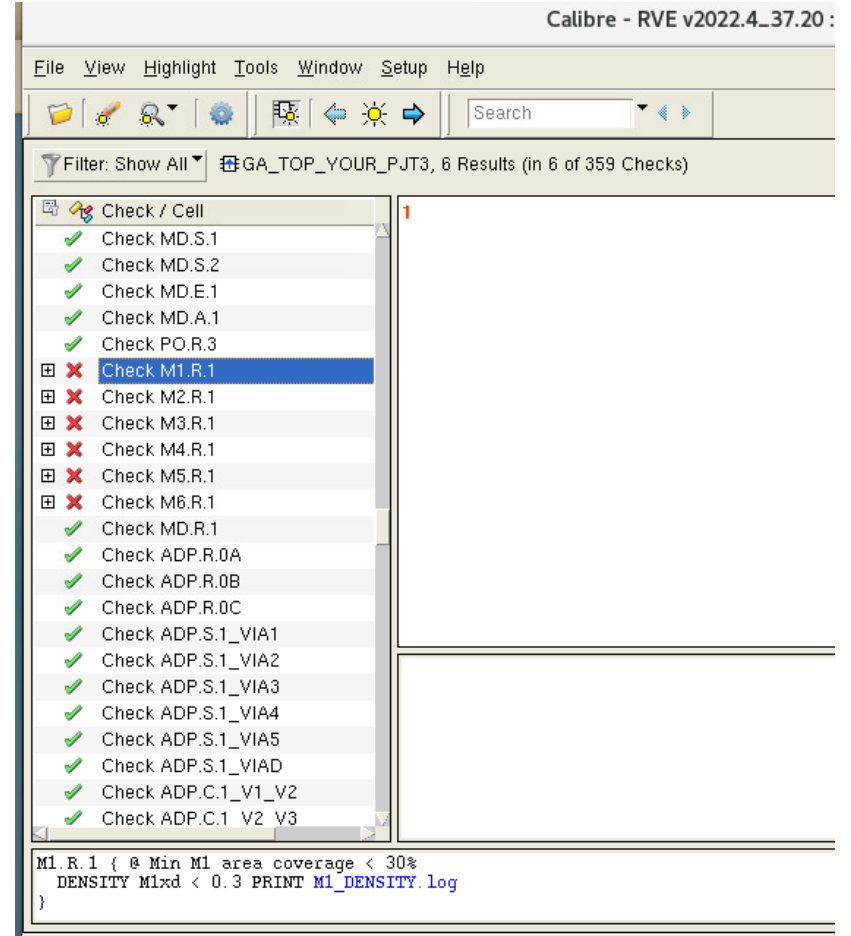 Calibre - RVE v2022.4_37.20 :
File View Highlight Tools Window Setup Help
Search
Filter: Show All GA_TOP_YOUR_PJT3, 6 Results (in 6 of 359 Checks)
Check / Cell
1
Check MD.S.1
Check MD.S.2
Check MD.E.1
Check MD.A.1
Check PO.R.3
Check M1.R.1
Check M2.R.1
Check M3.R.1
Check M4.R.1
Check M5.R.1
Check M6.R.1
Check MD.R.1
Check ADP.R.0A
Check ADP.R.0B
Check ADP.R.0C
Check ADP.S.1_VIA1
Check ADP.S.1_VIA2
Check ADP.S.1_VIA3
Check ADP.S.1_VIA4
Check ADP.S.1_VIA5
Check ADP.S.1_VIAD
Check ADP.C.1_V1_V2
Check ADP.C.1_V2_V3
M1.R.1 { @ Min M1 area coverage < 30%
DENSITY M1xd < 0.3 PRINT M1_DENSITY.log
}